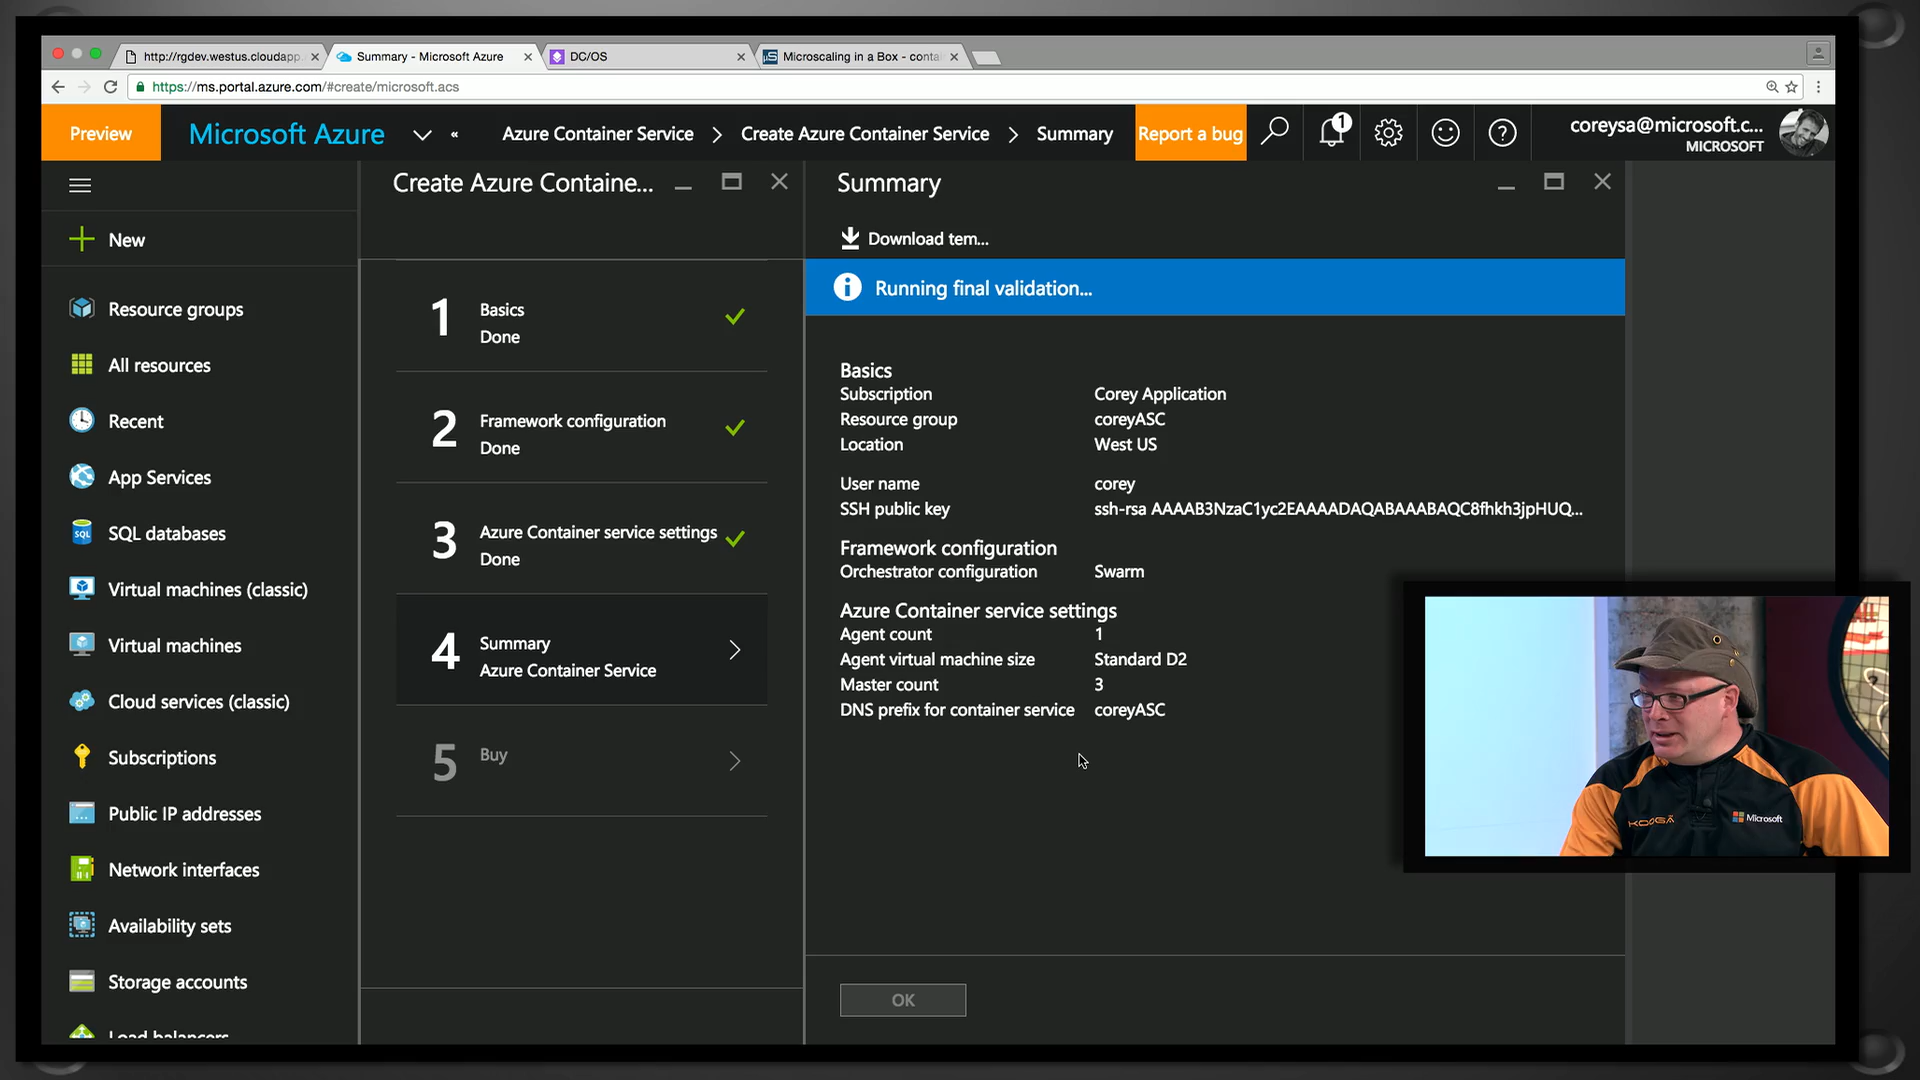 http://rgdev.westus.cloudapp.
Summary - Microsoft Azure
DC/OS
Microscaling in a Box - conta
https://ms.portal.azure.com/#create/microsoft.acs
Preview
Microsoft Azure
«
Azure Container Service > Create Azure Container Service > Summary
Report a bug
1
coreysa@microsoft.c...
MICROSOFT
New
Resource groups
All resources
Recent
App Services
SQL databases
Virtual machines (classic)
Virtual machines
Cloud services (classic)
Subscriptions
Public IP addresses
Network interfaces
Availability sets
Storage accounts
Load balancers
Create Azure Containe...
1 Basics
Done
2 Framework configuration
Done
3 Azure Container service settings
Done
4 Summary
Azure Container Service
5 Buy
Summary
Download tem...
Running final validation...
Basics
Subscription Corey Application
Resource group coreyASC
Location West US
User name corey
SSH public key ssh-rsa AAAAB3NzaC1yc2EAAAADAQABAAABAQC8fhkh3jpHUQ...
Framework configuration
Orchestrator configuration Swarm
Azure Container service settings
Agent count 1
Agent virtual machine size Standard D2
Master count 3
DNS prefix for container service coreyASC
OK
KOOGA
Microsoft